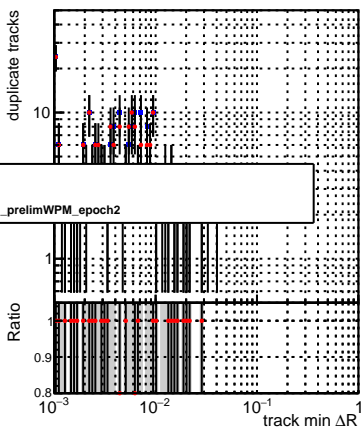 duplicate tracks
10
_prelimWPM_epoch2
1
Ratio
1
0.9
0.8
10⁻³
10⁻²
10⁻¹
1
track min ΔR